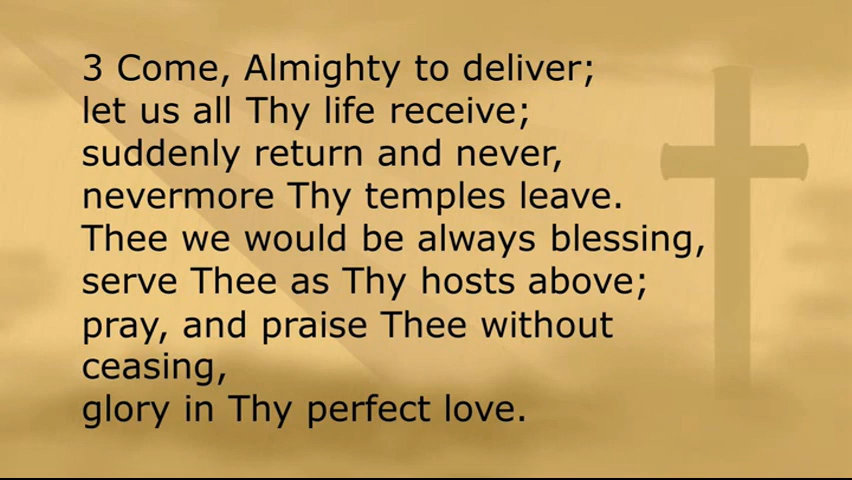 3 Come, Almighty to deliver;
let us all Thy life receive;
suddenly return and never,
nevermore Thy temples leave.
Thee we would be always blessing,
serve Thee as Thy hosts above;
pray, and praise Thee without
ceasing,
glory in Thy perfect love.